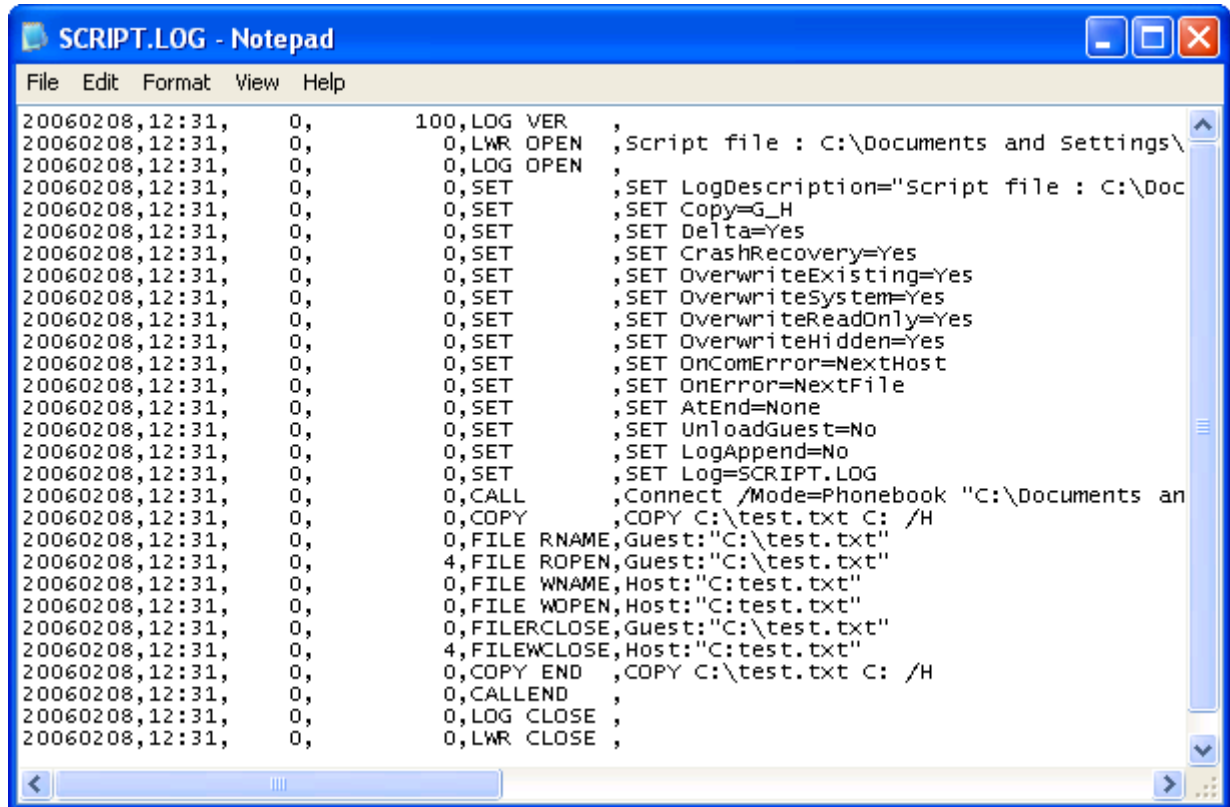 SCRIPT.LOG - Notepad
File Edit Format View Help
20060208,12:31, 0, 100,LOG VER ,
20060208,12:31, 0, 0,LWR OPEN ,Script file : C:\Documents and Settings\
20060208,12:31, 0, 0,LOG OPEN ,
20060208,12:31, 0, 0,SET ,SET LogDescription="Script file : C:\Doc
20060208,12:31, 0, 0,SET ,SET Copy=G_H
20060208,12:31, 0, 0,SET ,SET Delta=Yes
20060208,12:31, 0, 0,SET ,SET CrashRecovery=Yes
20060208,12:31, 0, 0,SET ,SET OverwriteExisting=Yes
20060208,12:31, 0, 0,SET ,SET OverwriteSystem=Yes
20060208,12:31, 0, 0,SET ,SET OverwriteReadOnly=Yes
20060208,12:31, 0, 0,SET ,SET OverwriteHidden=Yes
20060208,12:31, 0, 0,SET ,SET OnComError=NextHost
20060208,12:31, 0, 0,SET ,SET OnError=NextFile
20060208,12:31, 0, 0,SET ,SET AtEnd=None
20060208,12:31, 0, 0,SET ,SET UnloadGuest=No
20060208,12:31, 0, 0,SET ,SET LogAppend=No
20060208,12:31, 0, 0,SET ,SET Log=SCRIPT.LOG
20060208,12:31, 0, 0,CALL ,Connect /Mode=Phonebook "C:\Documents an
20060208,12:31, 0, 0,COPY ,COPY C:\test.txt C: /H
20060208,12:31, 0, 0,FILE RNAME,Guest:"C:\test.txt"
20060208,12:31, 0, 4,FILE ROPEN,Guest:"C:\test.txt"
20060208,12:31, 0, 0,FILE WNAME,Host:"C:test.txt"
20060208,12:31, 0, 0,FILE WOPEN,Host:"C:test.txt"
20060208,12:31, 0, 0,FILERCLOSE,Guest:"C:\test.txt"
20060208,12:31, 0, 4,FILEWCLOSE,Host:"C:test.txt"
20060208,12:31, 0, 0,COPY END ,COPY C:\test.txt C: /H
20060208,12:31, 0, 0,CALLEND ,
20060208,12:31, 0, 0,LOG CLOSE ,
20060208,12:31, 0, 0,LWR CLOSE ,